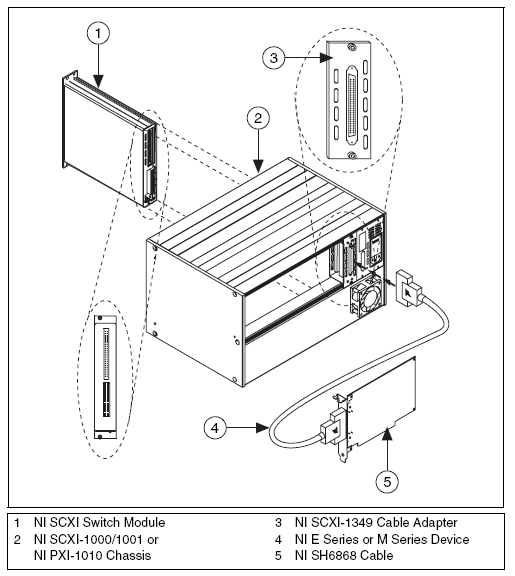 1
3
2
4
5
1 NI SCXI Switch Module
2 NI SCXI-1000/1001 or
NI PXI-1010 Chassis
3 NI SCXI-1349 Cable Adapter
4 NI E Series or M Series Device
5 NI SH6868 Cable